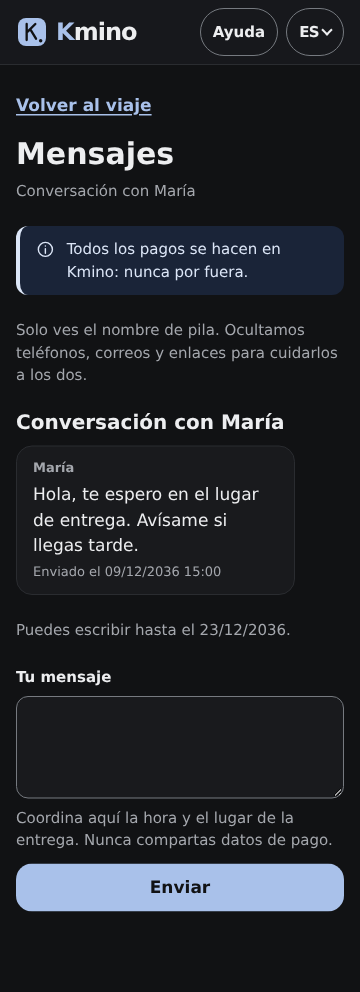 K. Kmino
Ayuda
ES
Volver al viaje
Mensajes
Conversación con María
Todos los pagos se hacen en
Kmino: nunca por fuera.
Solo ves el nombre de pila. Ocultamos
teléfonos, correos y enlaces para cuidarlos
a los dos.
Conversación con María
María
Hola, te espero en el lugar
de entrega. Avísame si
llegas tarde.
Enviado el 09/12/2036 15:00
Puedes escribir hasta el 23/12/2036.
Tu mensaje
Coordina aquí la hora y el lugar de la
entrega. Nunca compartas datos de pago.
Enviar